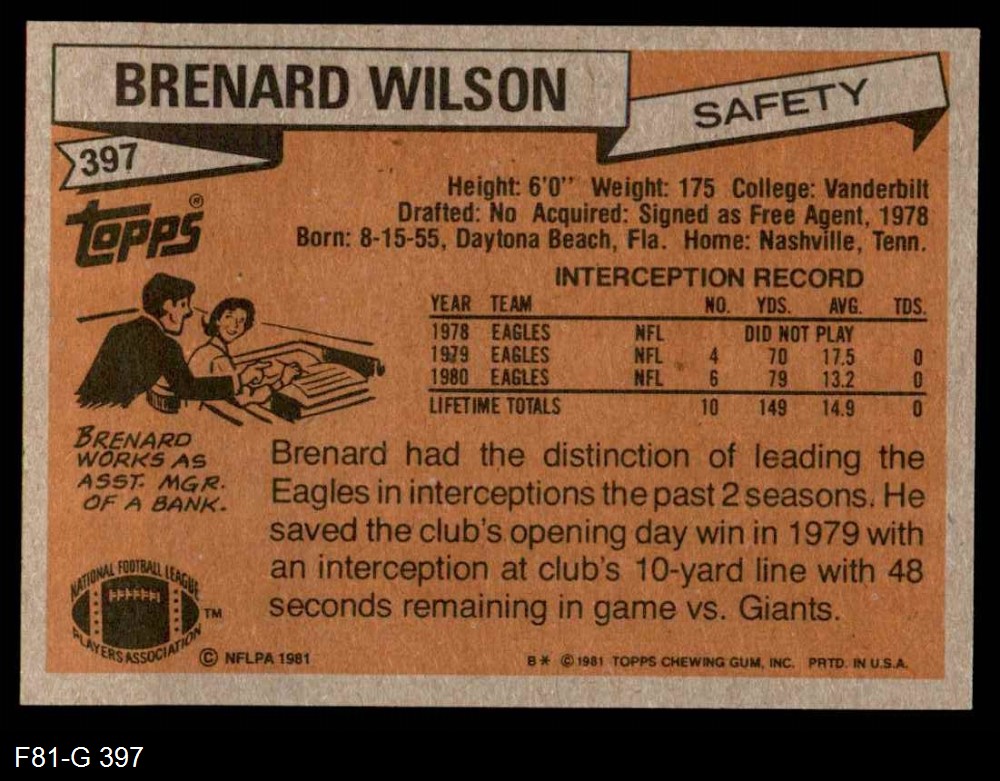 BRENARD WILSON
SAFETY
397
TOPPS®
Height: 6'0" Weight: 175 College: Vanderbilt
Drafted: No Acquired: Signed as Free Agent, 1978
Born: 8-15-55, Daytona Beach, Fla. Home: Nashville, Tenn.
INTERCEPTION RECORD
YEAR TEAM NO. YDS. AVG. TDS.
1978 EAGLES NFL DID NOT PLAY
1979 EAGLES NFL 4 70 17.5 0
1980 EAGLES NFL 6 79 13.2 0
LIFETIME TOTALS 10 149 14.9 0
BRENARD
WORKS AS
ASST. MGR.
OF A BANK.
Brenard had the distinction of leading the
Eagles in interceptions the past 2 seasons. He
saved the club's opening day win in 1979 with
an interception at club's 10-yard line with 48
seconds remaining in game vs. Giants.
NATIONAL FOOTBALL LEAGUE
PLAYERS ASSOCIATION
TM
© NFLPA 1981
B* © 1981 TOPPS CHEWING GUM, INC. PRTD. IN U.S.A.
F81-G 397